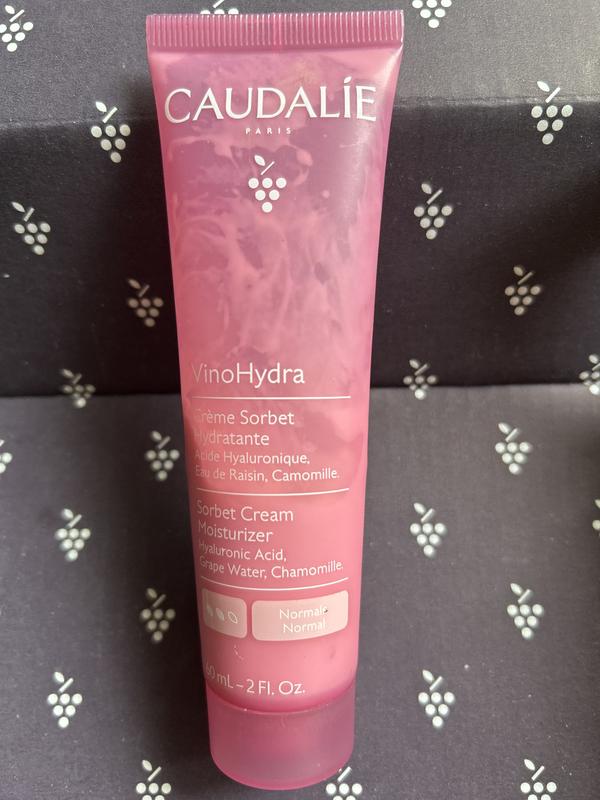 CAUDALÍE
PARIS
VinoHydra
Crème Sorbet
Hydratante
Acide Hyaluronique,
Eau de Raisin, Camomille.
Sorbet Cream
Moisturizer
Hyaluronic Acid,
Grape Water, Chamomille.
Normale
Normal
60 mL – 2 Fl. Oz.